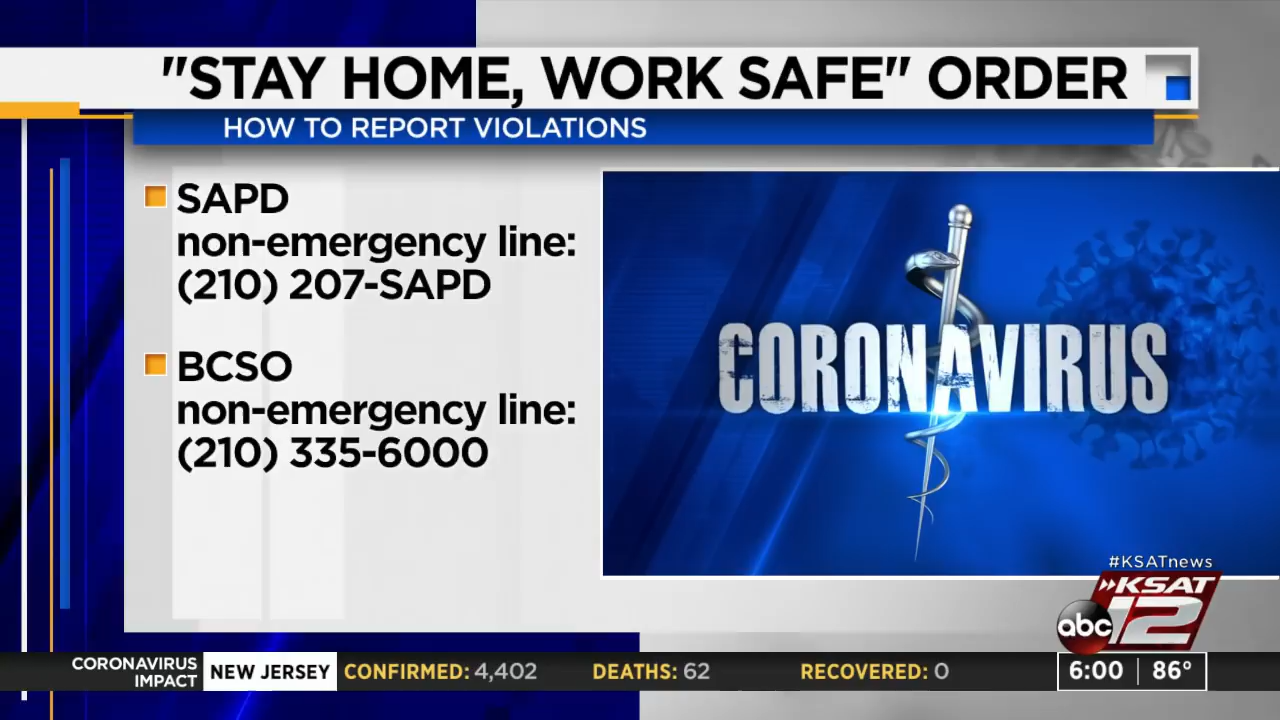 "STAY HOME, WORK SAFE" ORDER
HOW TO REPORT VIOLATIONS
SAPD
non-emergency line:
(210) 207-SAPD
BCSO
non-emergency line:
(210) 335-6000
CORONAVIRUS
#KSATnews
KSAT
abc 12
CORONAVIRUS
IMPACT
NEW JERSEY CONFIRMED: 4,402 DEATHS: 62 RECOVERED: 0
6:00 86°